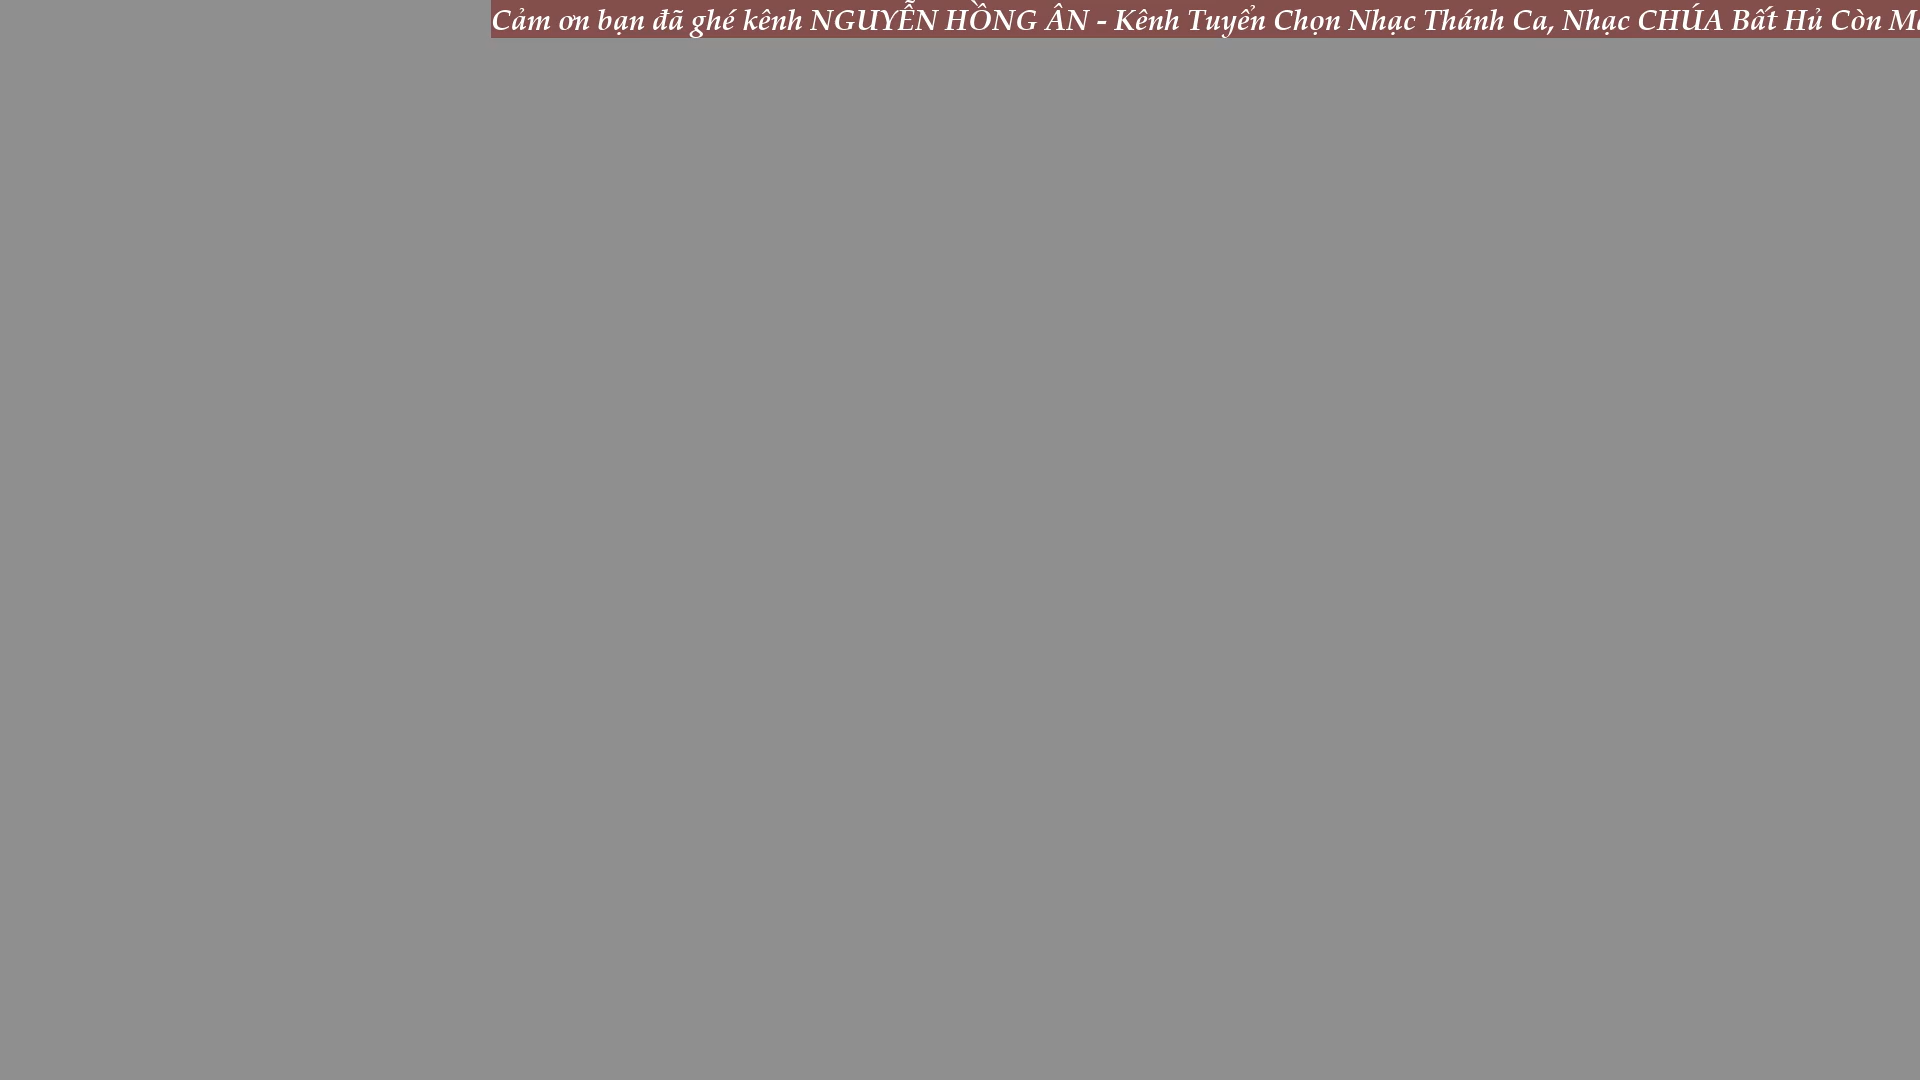 Cảm ơn bạn đã ghé kênh NGUYỄN HỒNG ÂN - Kênh Tuyển Chọn Nhạc Thánh Ca, Nhạc CHÚA Bất Hủ Còn